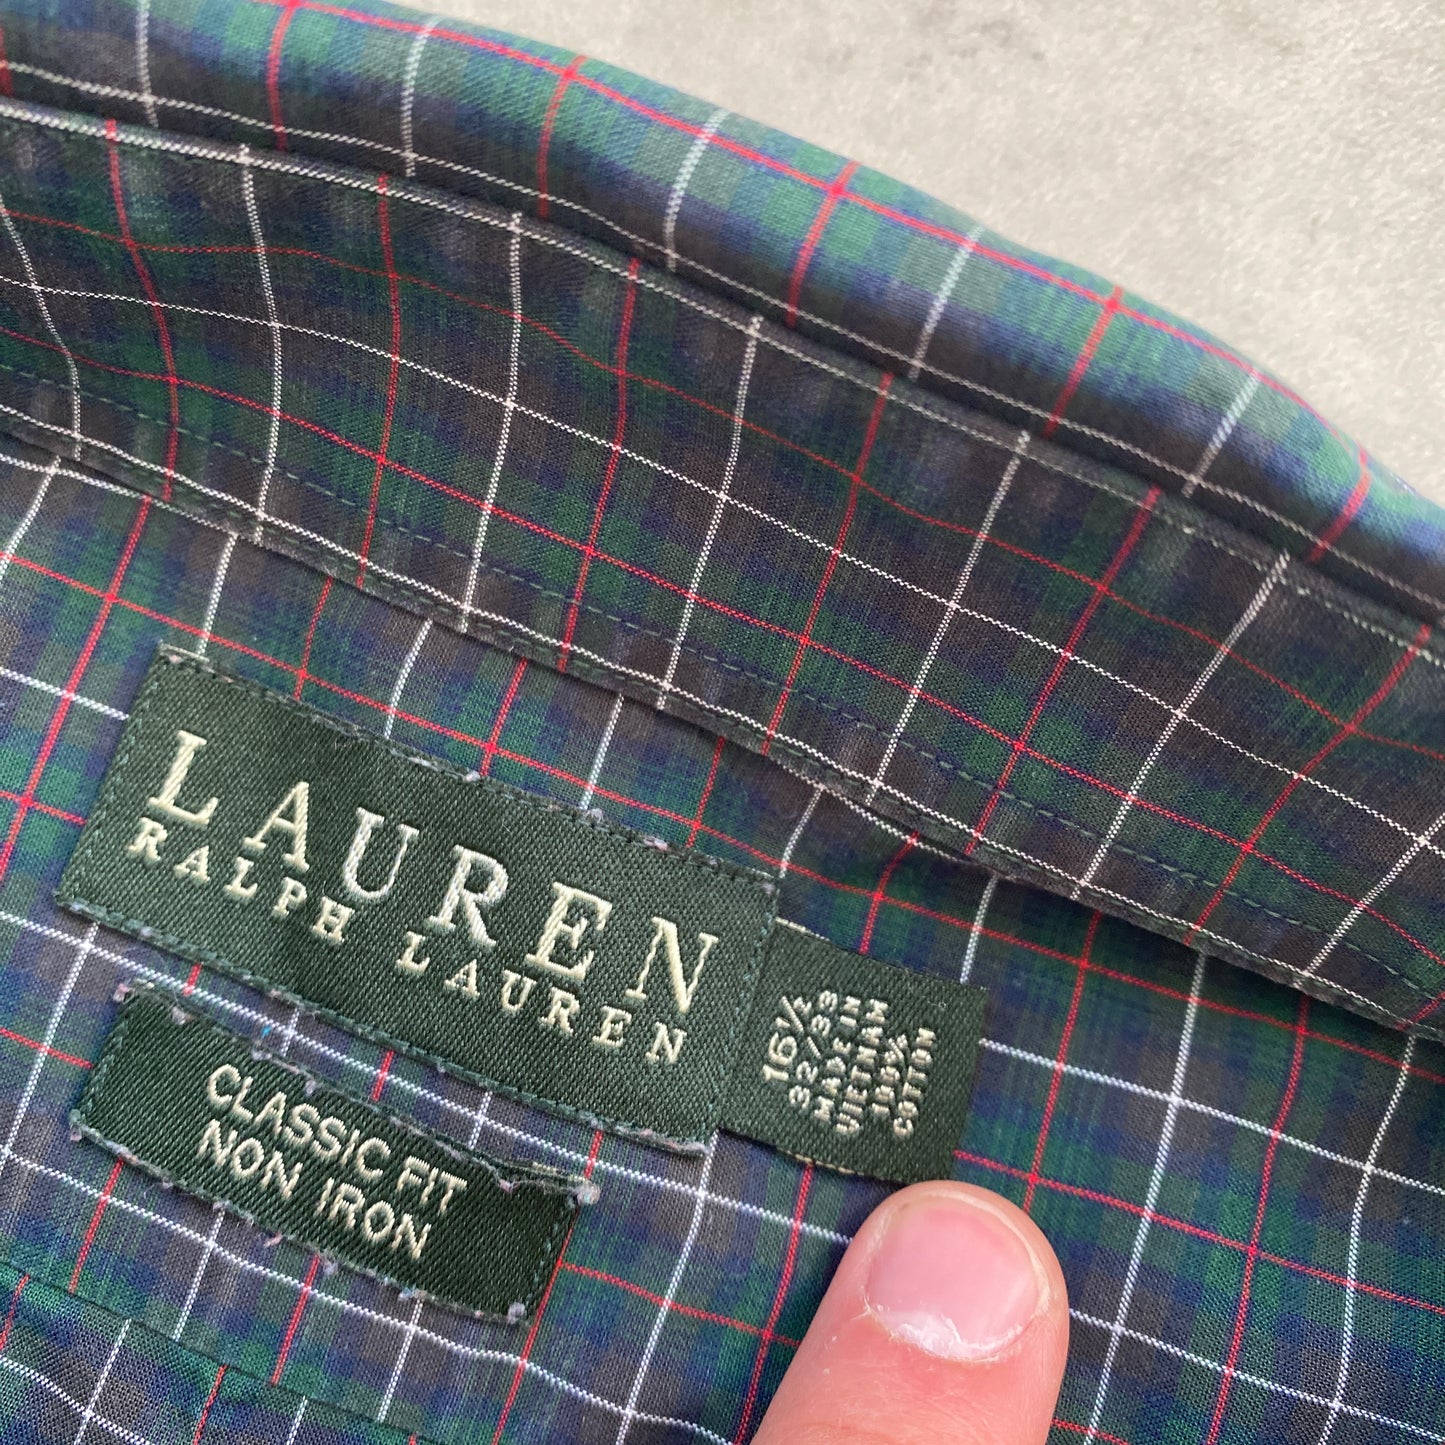 LAUREN
RALPH LAUREN
CLASSIC FIT
NON IRON
16½
32/33
MADE IN
VIETNAM
100%
COTTON